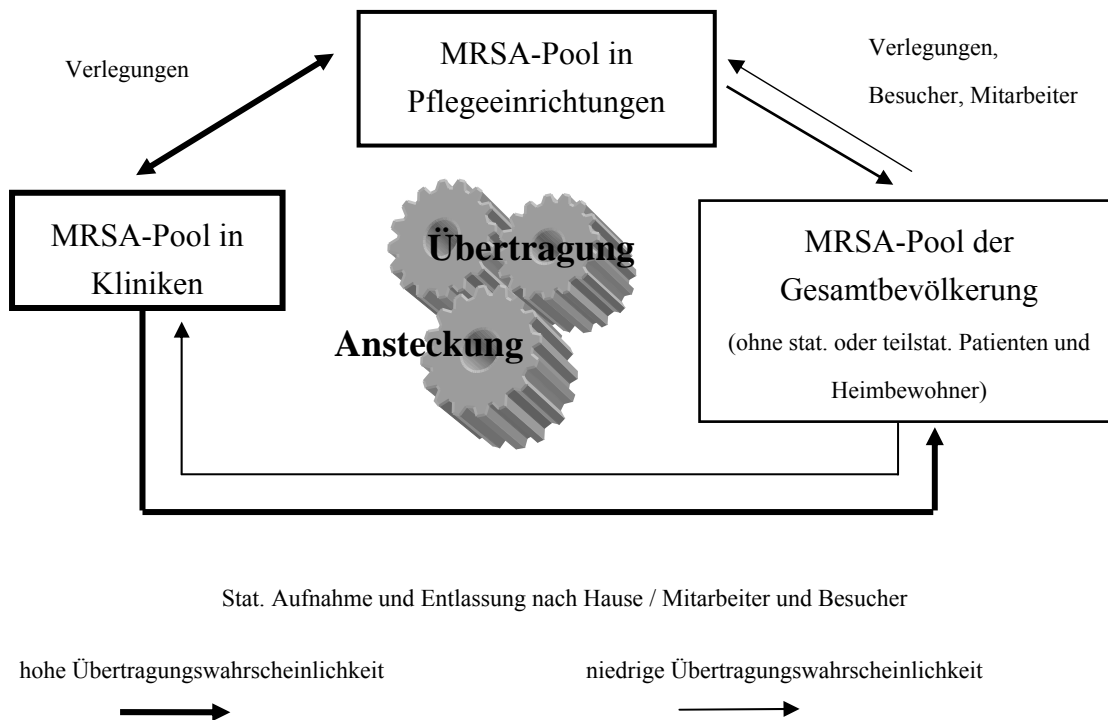 Verlegungen
MRSA-Pool in
Pflegeeinrichtungen
Verlegungen,
Besucher, Mitarbeiter
MRSA-Pool in
Kliniken
Übertragung
Ansteckung
MRSA-Pool der
Gesamtbevölkerung
(ohne stat. oder teilstat. Patienten und
Heimbewohner)
Stat. Aufnahme und Entlassung nach Hause / Mitarbeiter und Besucher
hohe Übertragungswahrscheinlichkeit
niedrige Übertragungswahrscheinlichkeit